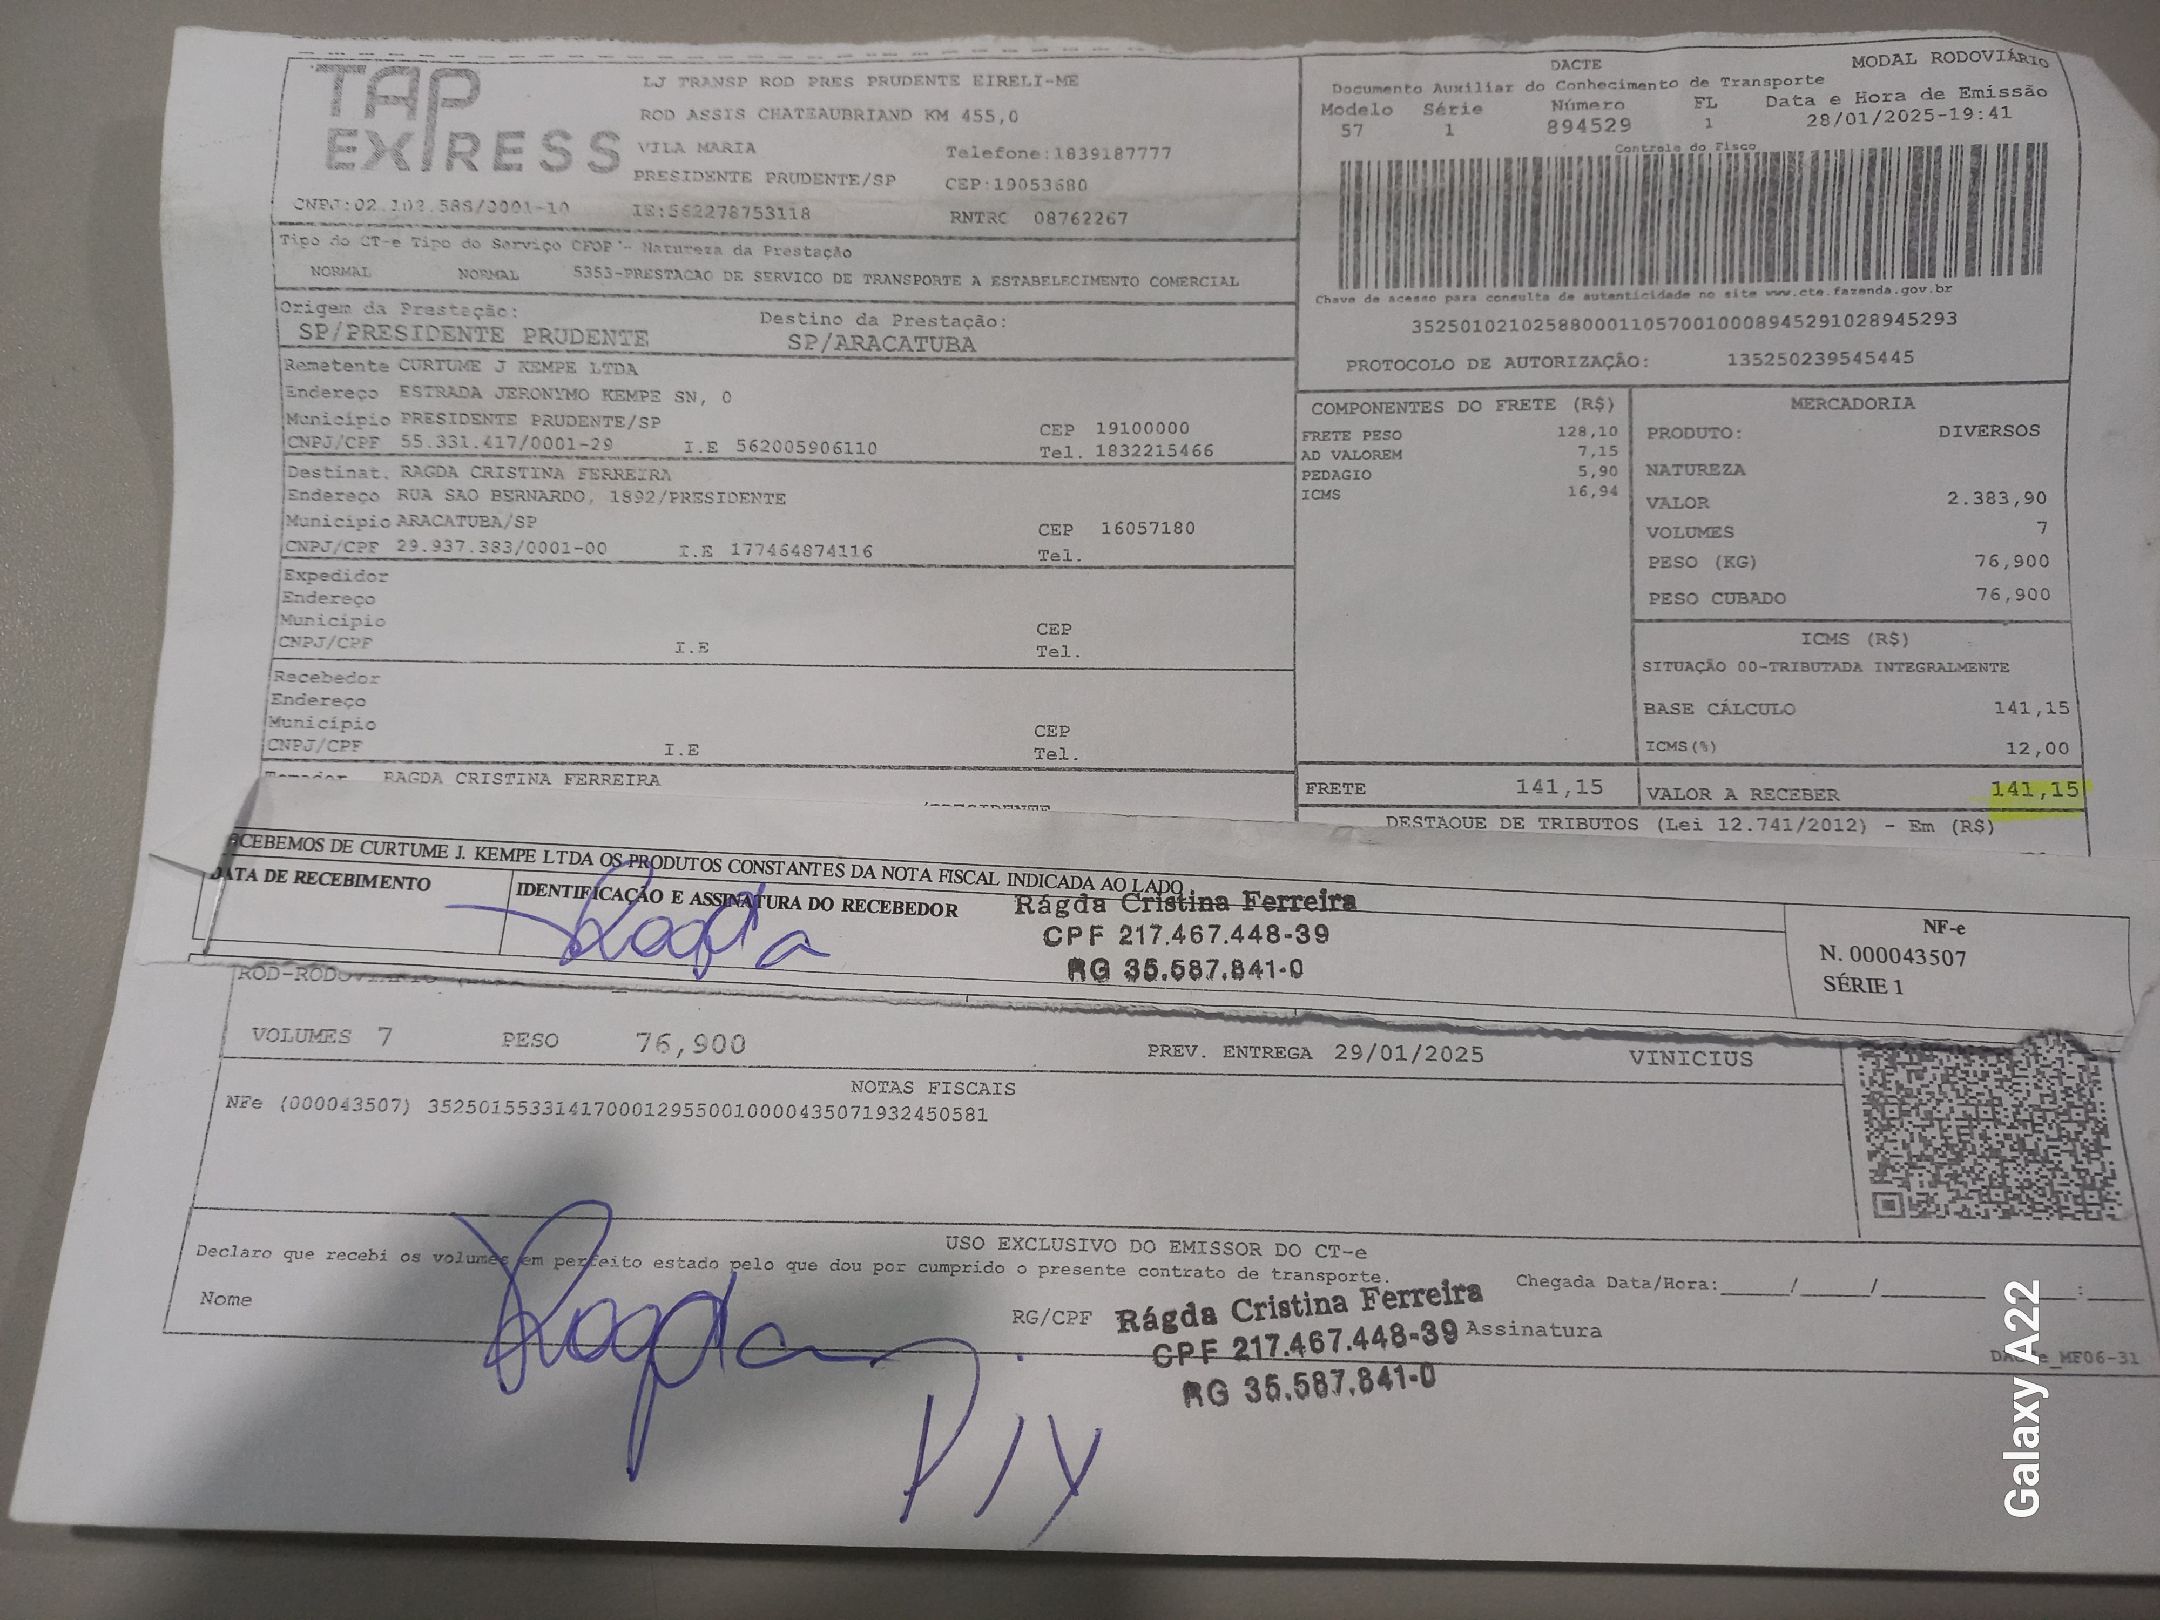 TAP EXPRESS
LJ TRANSP ROD PRES PRUDENTE EIRELI-ME
ROD ASSIS CHATEAUBRIAND KM 455,0
VILA MARIA Telefone:1839187777
PRESIDENTE PRUDENTE/SP CEP:19053680
CNPJ:02.102.588/0001-10 IE:562278753118 RNTRC 08762267
Tipo do CT-e Tipo do Serviço CFOP - Natureza da Prestação
NORMAL NORMAL 5353-PRESTACAO DE SERVICO DE TRANSPORTE A ESTABELECIMENTO COMERCIAL
Origem da Prestação: Destino da Prestação:
SP/PRESIDENTE PRUDENTE SP/ARACATUBA
Remetente CURTUME J KEMPE LTDA
Endereço ESTRADA JERONYMO KEMPE SN, 0
Município PRESIDENTE PRUDENTE/SP CEP 19100000
CNPJ/CPF 55.331.417/0001-29 I.E 562005906110 Tel. 1832215466
Destinat. RAGDA CRISTINA FERREIRA
Endereço RUA SAO BERNARDO, 1892/PRESIDENTE
Município ARACATUBA/SP CEP 16057180
CNPJ/CPF 29.937.383/0001-00 I.E 177464874116 Tel.
Expedidor
Endereço
Município CEP
CNPJ/CPF I.E Tel.
Recebedor
Endereço
Município CEP
CNPJ/CPF I.E Tel.
RAGDA CRISTINA FERREIRA
DACTE MODAL RODOVIÁRIO
Documento Auxiliar do Conhecimento de Transporte
Modelo Série Número FL Data e Hora de Emissão
57 1 894529 1 28/01/2025-19:41
Controle do Fisco
Chave de acesso para consulta de autenticidade no site www.cte.fazenda.gov.br
35250102102588000110570010008945291028945293
PROTOCOLO DE AUTORIZAÇÃO: 135250239545445
COMPONENTES DO FRETE (R$)
FRETE PESO 128,10
AD VALOREM 7,15
PEDAGIO 5,90
ICMS 16,94
MERCADORIA
PRODUTO: DIVERSOS
NATUREZA
VALOR 2.383,90
VOLUMES 7
PESO (KG) 76,900
PESO CUBADO 76,900
ICMS (R$)
SITUAÇÃO 00-TRIBUTADA INTEGRALMENTE
BASE CÁLCULO 141,15
ICMS(%) 12,00
FRETE 141,15 VALOR A RECEBER 141,15
DESTAQUE DE TRIBUTOS (Lei 12.741/2012) - Em (R$)
CEBEMOS DE CURTUME J. KEMPE LTDA OS PRODUTOS CONSTANTES DA NOTA FISCAL INDICADA AO LADO
DATA DE RECEBIMENTO IDENTIFICAÇÃO E ASSINATURA DO RECEBEDOR
Ragda
Rágda Cristina Ferreira
CPF 217.467.448-39
RG 35.587.841-0
NF-e
N. 000043507
SÉRIE 1
ROD-RODOVIÁRIO
VOLUMES 7 PESO 76,900 PREV. ENTREGA 29/01/2025 VINICIUS
NOTAS FISCAIS
NFe (000043507) 35250155331417000129550010000435071932450581
USO EXCLUSIVO DO EMISSOR DO CT-e
Declaro que recebi os volumes em perfeito estado pelo que dou por cumprido o presente contrato de transporte. Chegada Data/Hora:_____/_____/_______ ___:____
Nome RG/CPF Assinatura
Ragda
Rágda Cristina Ferreira
CPF 217.467.448-39
RG 35.587.841-0
Pix
Galaxy A22